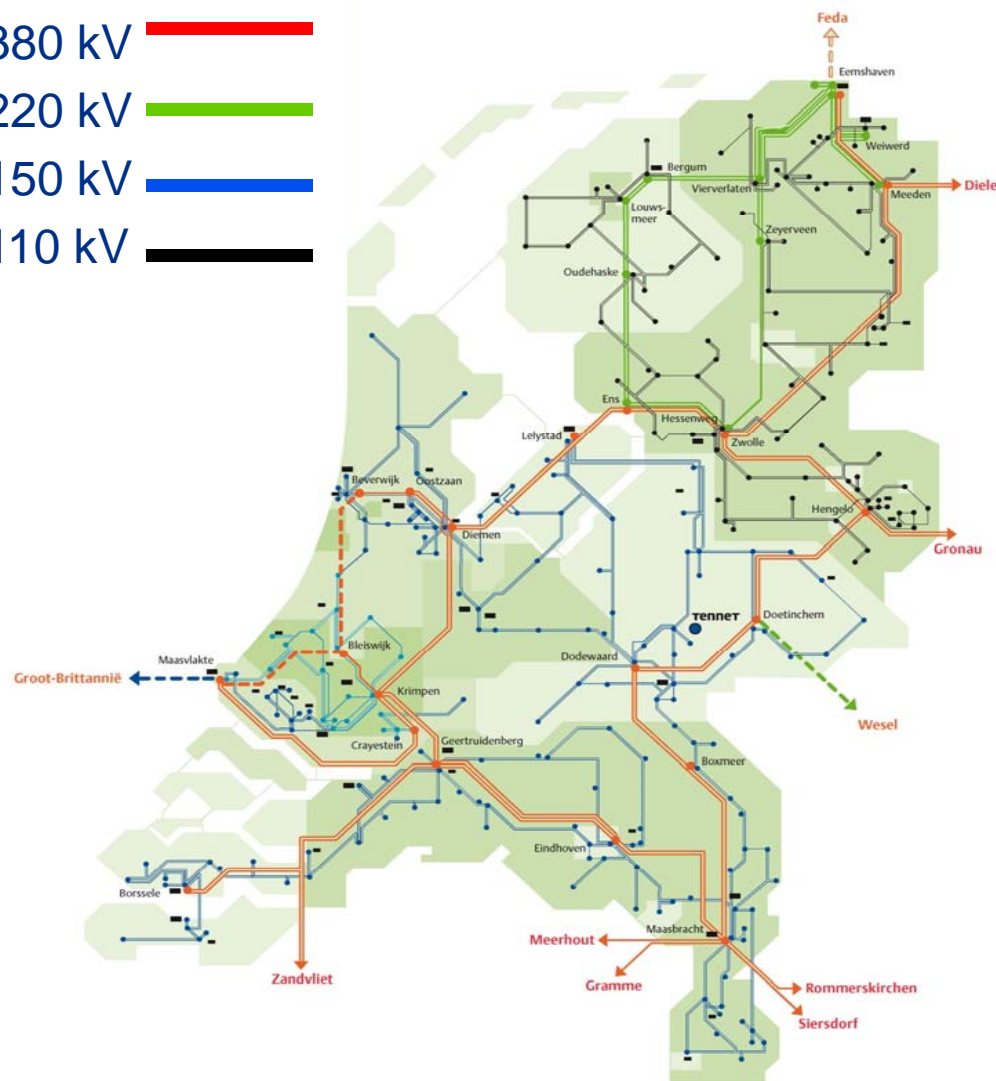 380 kV
220 kV
150 kV
110 kV
Feda
Eemshaven
Weiwerd
Bergum
Vierverlaten
Meeden
Diele
Louws-
meer
Zeyerveen
Oudehaske
Ens
Hessenweg
Zwolle
Lelystad
Beverwijk
Oostzaan
Diemen
Hengelo
Gronau
TENNET
Doetinchem
Bleiswijk
Dodewaard
Maasvlakte
Groot-Brittannië
Krimpen
Wesel
Crayestein
Geertruidenberg
Boxmeer
Eindhoven
Borssele
Maasbracht
Meerhout
Zandvliet
Gramme
Rommerskirchen
Siersdorf